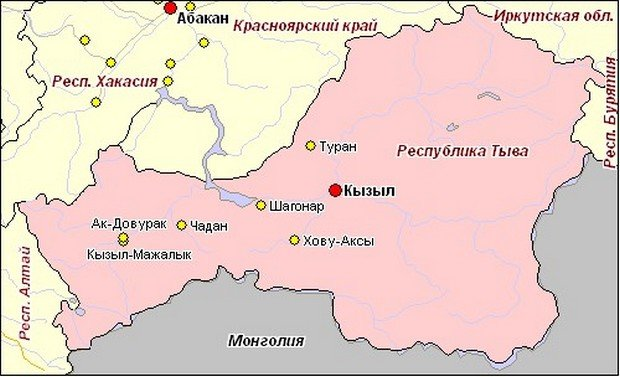 Абакан
Красноярский край
Иркутская обл.
Респ. Хакасия
Респ. Бурятия
Туран
Республика Тыва
Кызыл
Шагонар
Ак-Довурак
Чадан
Хову-Аксы
Кызыл-Мажалык
Респ. Алтай
Монголия